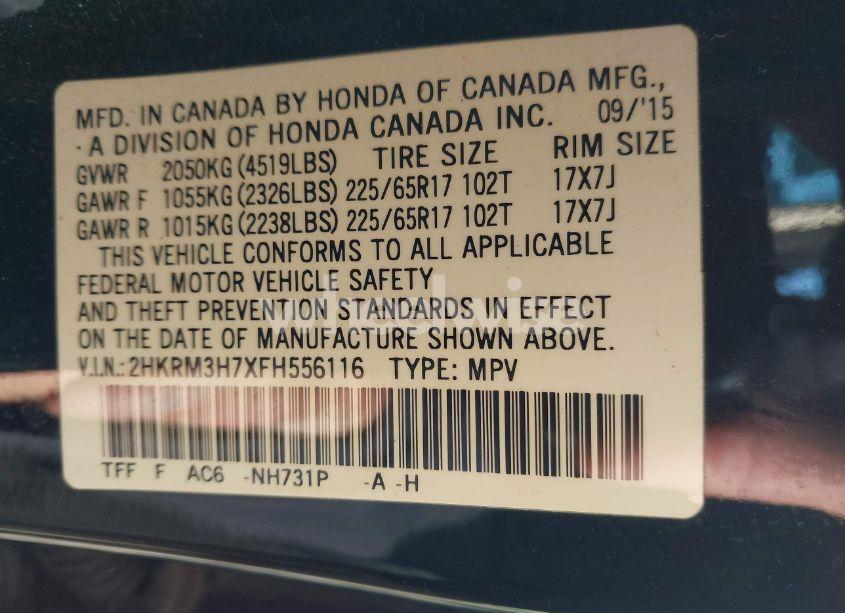 MFD. IN CANADA BY HONDA OF CANADA MFG.,
· A DIVISION OF HONDA CANADA INC. 09/'15
GVWR 2050KG (4519LBS) TIRE SIZE RIM SIZE
GAWR F 1055KG (2326LBS) 225/65R17 102T 17X7J
GAWR R 1015KG (2238LBS) 225/65R17 102T 17X7J
THIS VEHICLE CONFORMS TO ALL APPLICABLE
FEDERAL MOTOR VEHICLE SAFETY
AND THEFT PREVENTION STANDARDS IN EFFECT
ON THE DATE OF MANUFACTURE SHOWN ABOVE.
V.I.N.: 2HKRM3H7XFH556116 TYPE: MPV
TFF F AC6 -NH731P -A -H